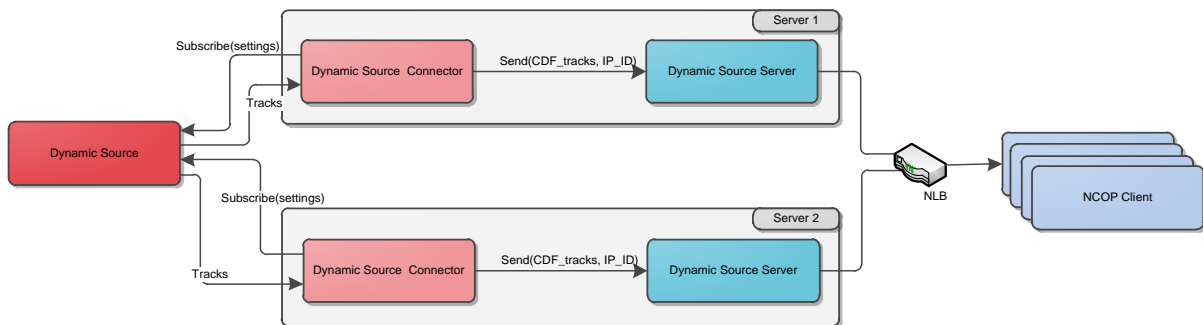 Server 1
Subscribe(settings)
Dynamic Source Connector
Send(CDF_tracks, IP_ID)
Dynamic Source Server
Tracks
Dynamic Source
NLB
NCOP Client
Subscribe(settings)
Server 2
Dynamic Source Connector
Send(CDF_tracks, IP_ID)
Dynamic Source Server
Tracks